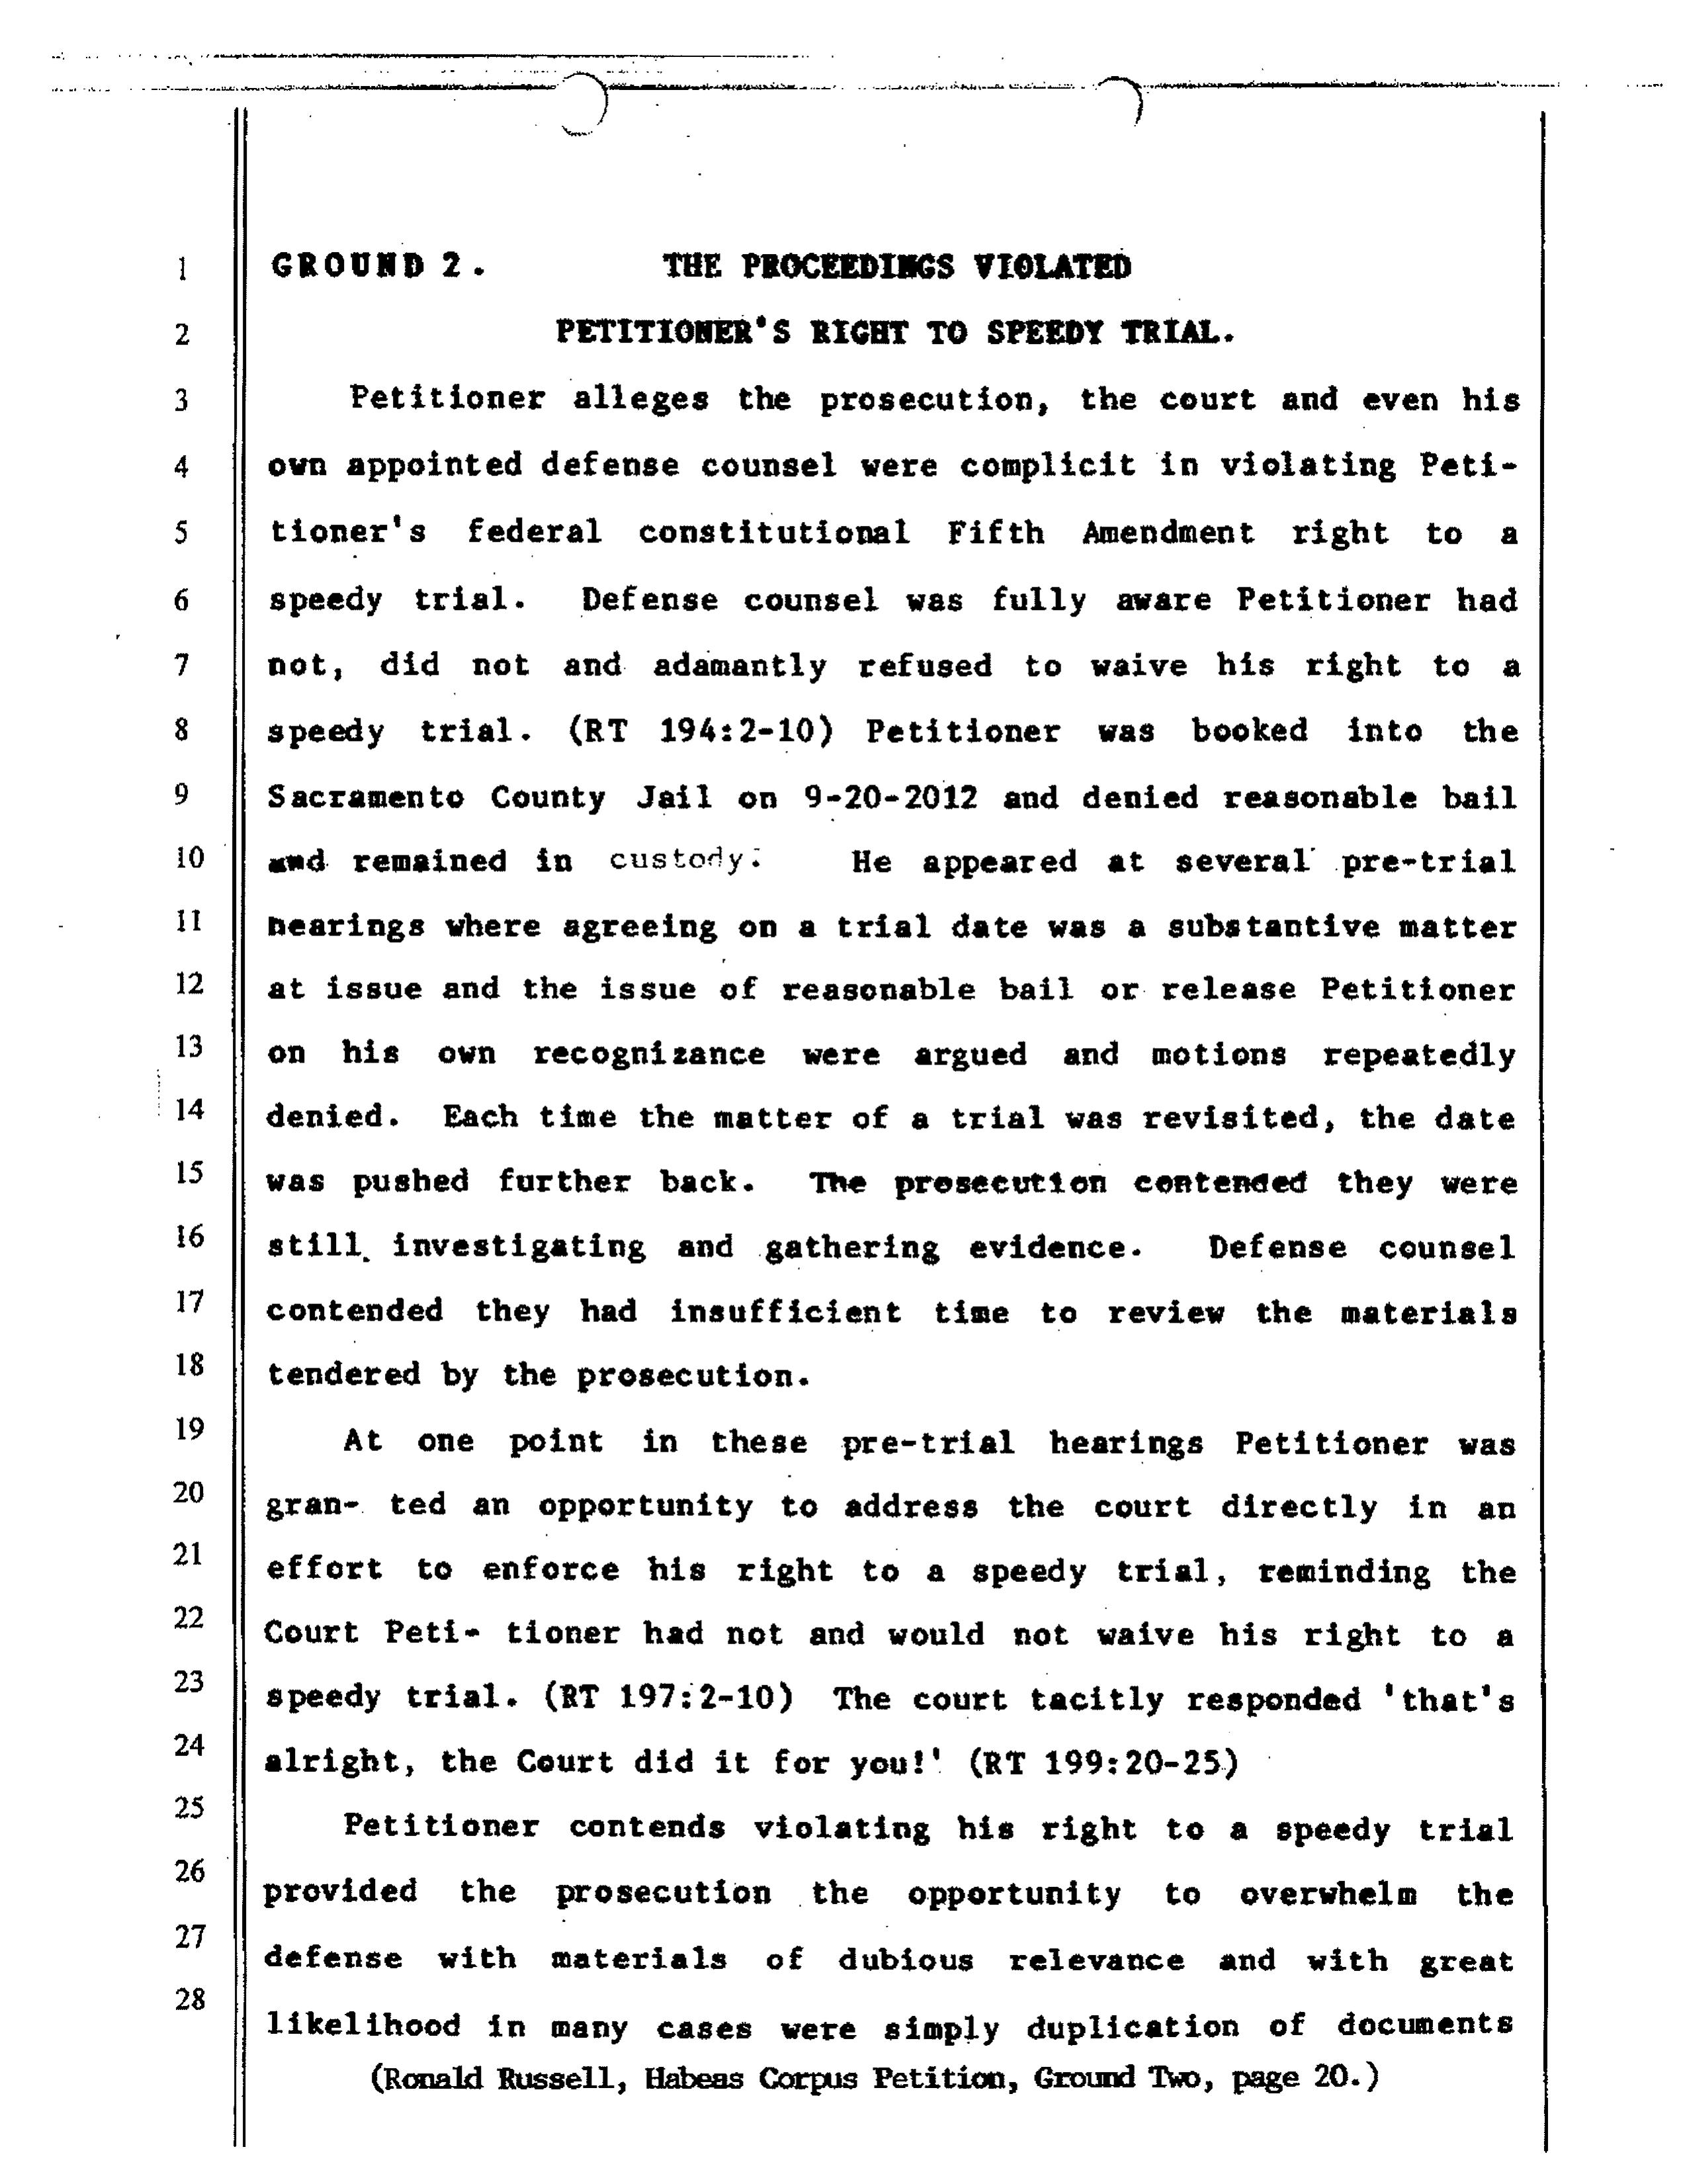 1 GROUND 2. THE PROCEEDINGS VIOLATED
2 PETITIONER'S RIGHT TO SPEEDY TRIAL.
3 Petitioner alleges the prosecution, the court and even his
4 own appointed defense counsel were complicit in violating Peti-
5 tioner's federal constitutional Fifth Amendment right to a
6 speedy trial. Defense counsel was fully aware Petitioner had
7 not, did not and adamantly refused to waive his right to a
8 speedy trial. (RT 194:2-10) Petitioner was booked into the
9 Sacramento County Jail on 9-20-2012 and denied reasonable bail
10 and remained in custody. He appeared at several pre-trial
11 hearings where agreeing on a trial date was a substantive matter
12 at issue and the issue of reasonable bail or release Petitioner
13 on his own recognizance were argued and motions repeatedly
14 denied. Each time the matter of a trial was revisited, the date
15 was pushed further back. The prosecution contended they were
16 still investigating and gathering evidence. Defense counsel
17 contended they had insufficient time to review the materials
18 tendered by the prosecution.
19 At one point in these pre-trial hearings Petitioner was
20 gran- ted an opportunity to address the court directly in an
21 effort to enforce his right to a speedy trial, reminding the
22 Court Peti- tioner had not and would not waive his right to a
23 speedy trial. (RT 197:2-10) The court tacitly responded 'that's
24 alright, the Court did it for you!' (RT 199:20-25)
25 Petitioner contends violating his right to a speedy trial
26 provided the prosecution the opportunity to overwhelm the
27 defense with materials of dubious relevance and with great
28 likelihood in many cases were simply duplication of documents
(Ronald Russell, Habeas Corpus Petition, Ground Two, page 20.)